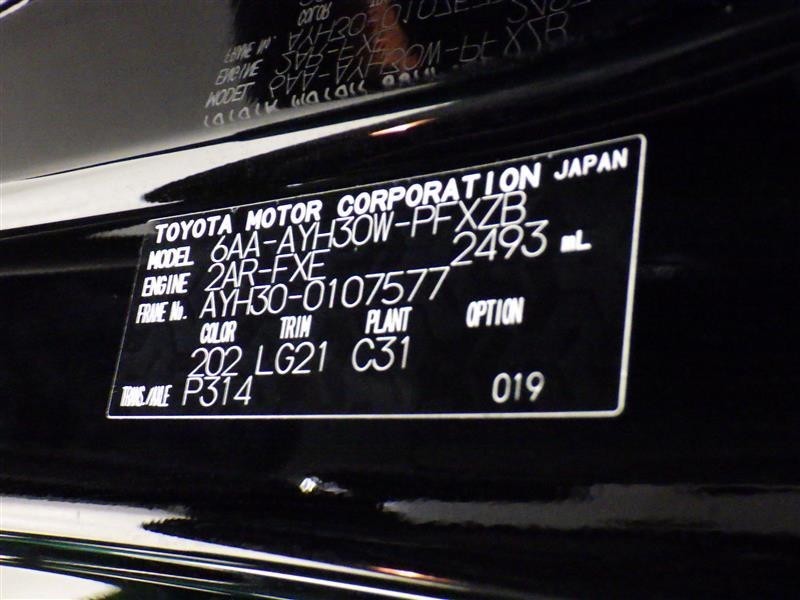 TOYOTA MOTOR CORPORATION JAPAN
MODEL 6AA-AYH30W-PFXZB
ENGINE 2AR-FXE 2493 mL
FRAME No. AYH30-0107577
COLOR TRIM PLANT OPTION
202 LG21 C31
TRANS./AXLE P314 019